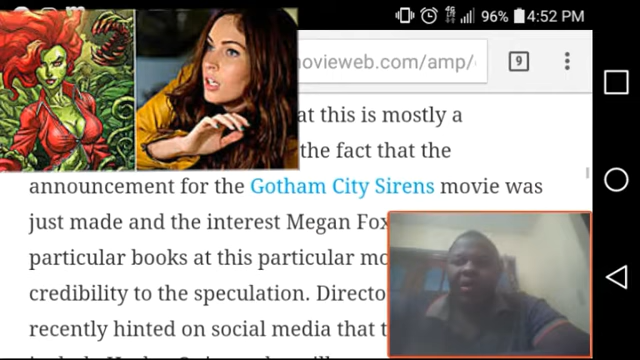 96% 4:52 PM
movieweb.com/amp/ 9
at this is mostly a
the fact that the
announcement for the Gotham City Sirens movie was
just made and the interest Megan Fox
particular books at this particular mo
credibility to the speculation. Directo
recently hinted on social media that t